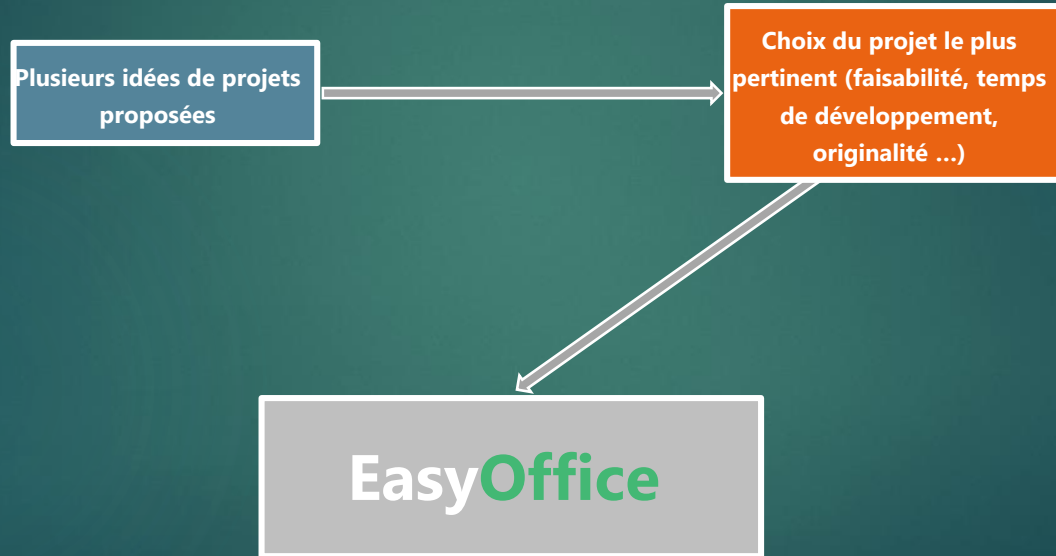 Plusieurs idées de projets
proposées
Choix du projet le plus
pertinent (faisabilité, temps
de développement,
originalité ...)
EasyOffice